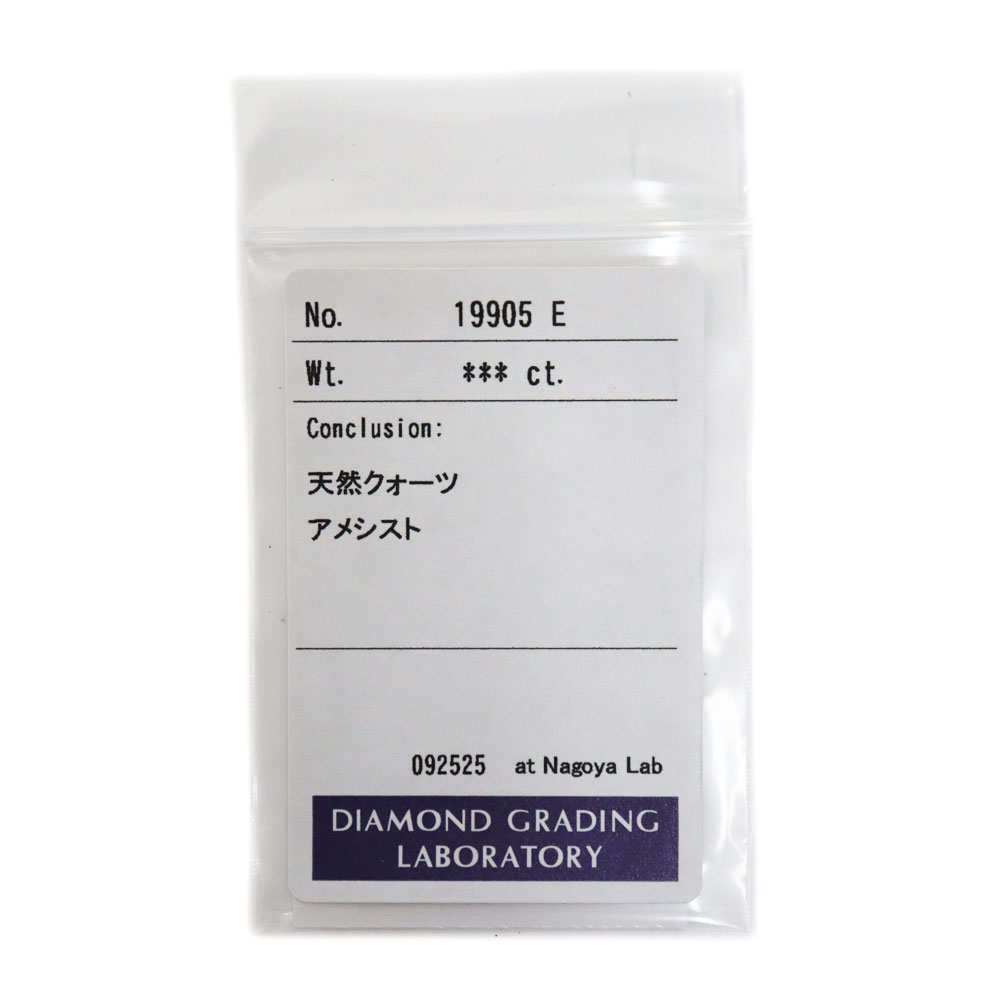 No. 19905 E
Wt. *** ct.
Conclusion:
天然クォーツ
アメシスト
092525 at Nagoya Lab
DIAMOND GRADING
LABORATORY